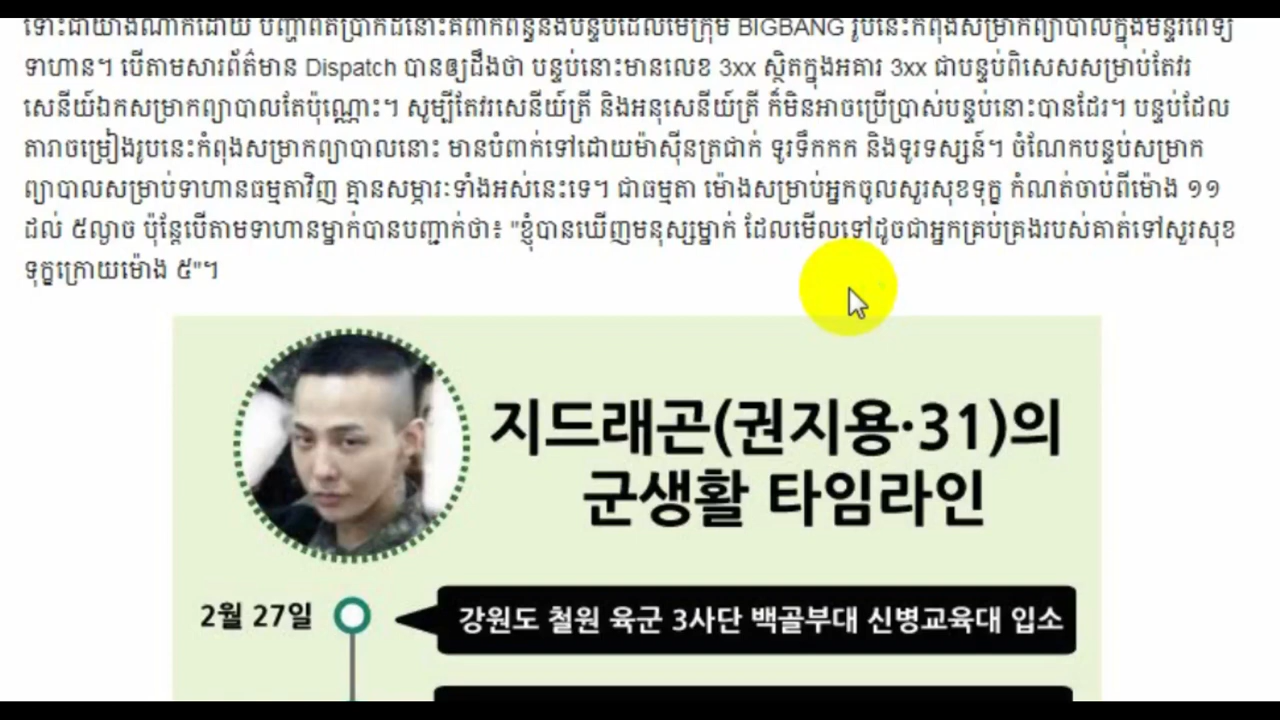 ទោះជាយ៉ាងណាក៏ដោយ បញ្ហាពិតប្រាកដនោះគឺពាក់ព័ន្ធនឹងបន្ទប់ដែលមេក្រុម BIGBANG រូបនេះកំពុងសម្រាកព្យាបាលក្នុងមន្ទីរពេទ្យ
ទាហាន។ បើតាមសារព័ត៌មាន Dispatch បានឲ្យដឹងថា បន្ទប់នោះមានលេខ 3xx ស្ថិតក្នុងអគារ 3xx ជាបន្ទប់ពិសេសសម្រាប់តែវរ
សេនីយ៍ឯកសម្រាកព្យាបាលតែប៉ុណ្ណោះ។ សូម្បីតែវរសេនីយ៍ត្រី និងអនុសេនីយ៍ត្រី ក៏មិនអាចប្រើប្រាស់បន្ទប់នោះបានដែរ។ បន្ទប់ដែល
តារាចម្រៀងរូបនេះកំពុងសម្រាកព្យាបាលនោះ មានបំពាក់ទៅដោយម៉ាស៊ីនត្រជាក់ ទូរទឹកកក និងទូរទស្សន៍។ ចំណែកបន្ទប់សម្រាក
ព្យាបាលសម្រាប់ទាហានធម្មតាវិញ គ្មានសម្ភារៈទាំងអស់នេះទេ។ ជាធម្មតា ម៉ោងសម្រាប់អ្នកចូលសួរសុខទុក្ខ កំណត់ចាប់ពីម៉ោង ១១
ដល់ ៥ល្ងាច ប៉ុន្តែបើតាមទាហានម្នាក់បានបញ្ជាក់ថា៖ "ខ្ញុំបានឃើញមនុស្សម្នាក់ ដែលមើលទៅដូចជាអ្នកគ្រប់គ្រងរបស់គាត់ទៅសួរសុខ
ទុក្ខក្រោយម៉ោង ៥"។
지드래곤(권지용·31)의
군생활 타임라인
2월 27일 강원도 철원 육군 3사단 백골부대 신병교육대 입소